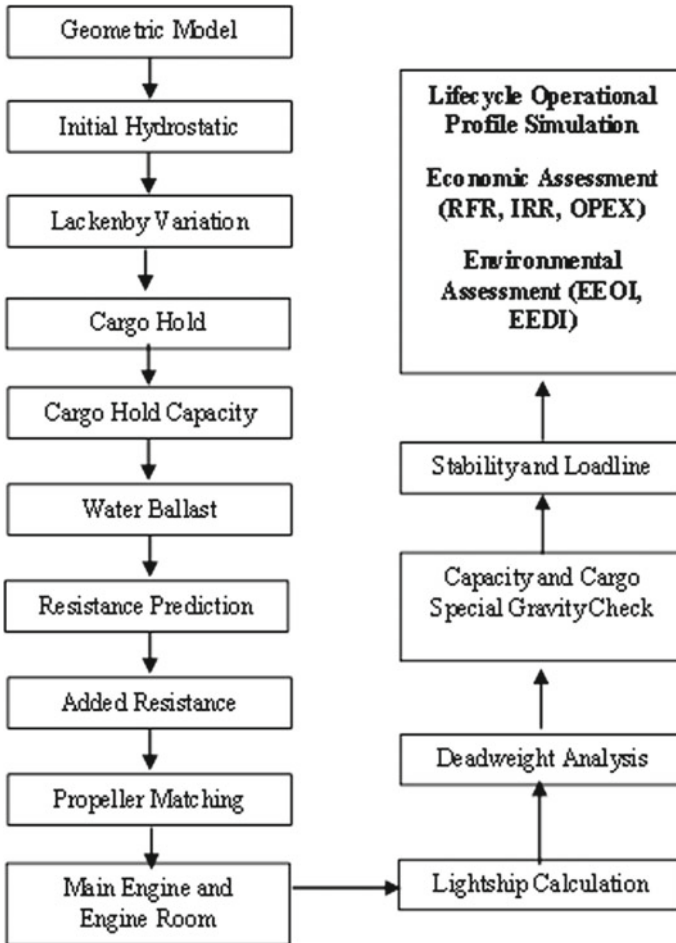 Geometric Model
Initial Hydrostatic
Lackenby Variation
Cargo Hold
Cargo Hold Capacity
Water Ballast
Resistance Prediction
Added Resistance
Propeller Matching
Main Engine and
Engine Room
Lightship Calculation
Deadweight Analysis
Capacity and Cargo
Special Gravity Check
Stability and Loadline
Lifecycle Operational
Profile Simulation
Economic Assessment
(RFR, IRR, OPEX)
Environmental
Assessment (EEOI,
EEDI)